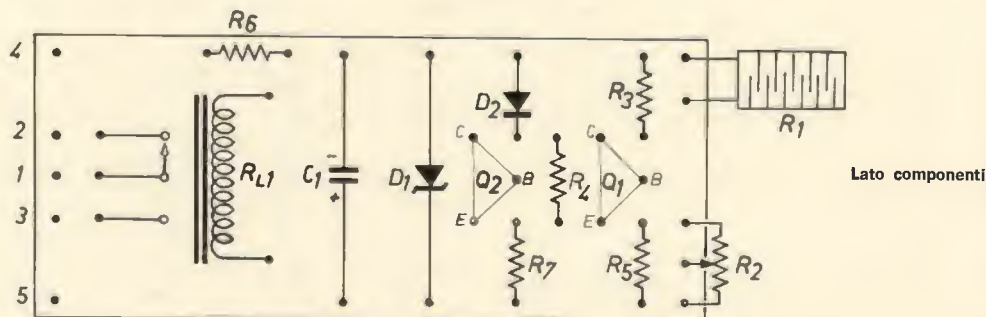 R6
4
2
1
3
5
RL1
C1
-
+
D1
D2
C
Q2
B
E
R4
R3
C
Q1
B
E
R7
R5
R1
R2
Lato componenti